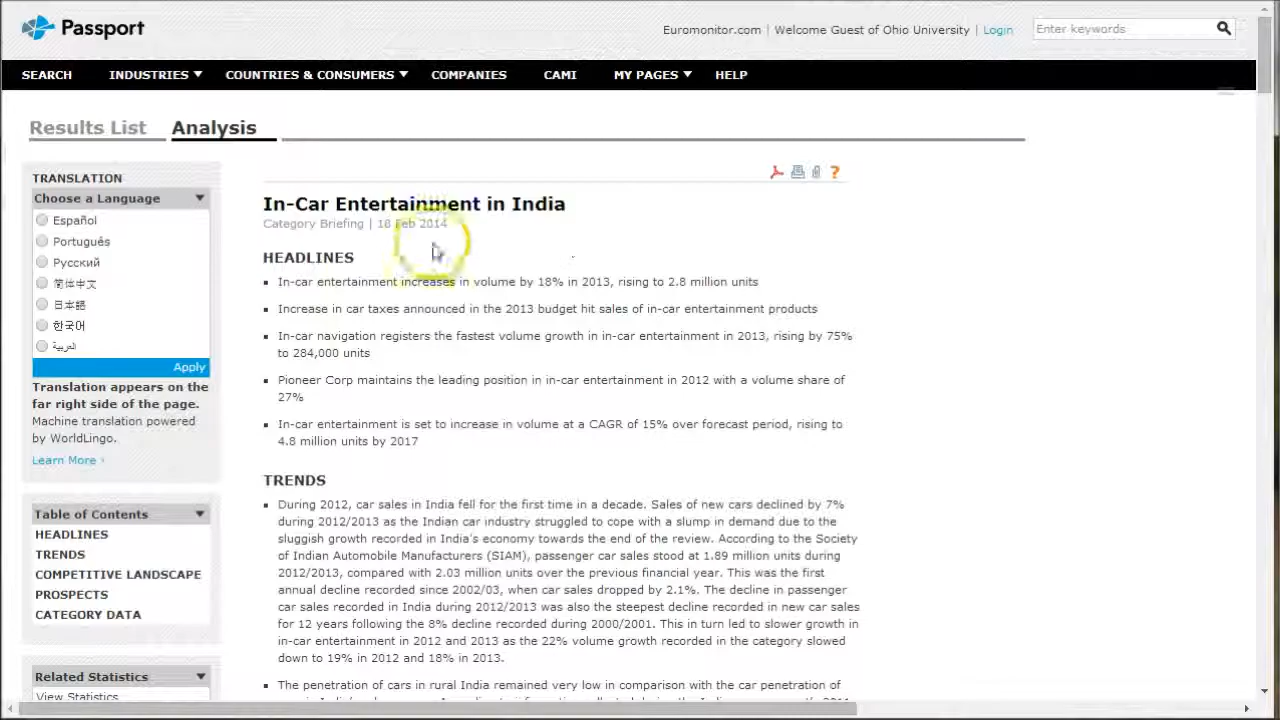 Passport
Euromonitor.com | Welcome Guest of Ohio University | Login
Enter keywords
SEARCH INDUSTRIES COUNTRIES & CONSUMERS COMPANIES CAMI MY PAGES HELP
Results List Analysis
TRANSLATION
Choose a Language
Español
Português
Русский
简体中文
日本語
한국어
العربية
Apply
Translation appears on the
far right side of the page.
Machine translation powered
by WorldLingo.
Learn More ›
Table of Contents
HEADLINES
TRENDS
COMPETITIVE LANDSCAPE
PROSPECTS
CATEGORY DATA
Related Statistics
View Statistics
In-Car Entertainment in India
Category Briefing | 18 Feb 2014
HEADLINES
In-car entertainment increases in volume by 18% in 2013, rising to 2.8 million units
Increase in car taxes announced in the 2013 budget hit sales of in-car entertainment products
In-car navigation registers the fastest volume growth in in-car entertainment in 2013, rising by 75%
to 284,000 units
Pioneer Corp maintains the leading position in in-car entertainment in 2012 with a volume share of
27%
In-car entertainment is set to increase in volume at a CAGR of 15% over forecast period, rising to
4.8 million units by 2017
TRENDS
During 2012, car sales in India fell for the first time in a decade. Sales of new cars declined by 7%
during 2012/2013 as the Indian car industry struggled to cope with a slump in demand due to the
slughish growth recorded in India's economy towards the end of the review. According to the Society
of Indian Automobile Manufacturers (SIAM), passenger car sales stood at 1.89 million units during
2012/2013, compared with 2.03 million units over the previous financial year. This was the first
annual decline recorded since 2002/03, when car sales dropped by 2.1%. The decline in passenger
car sales recorded in India during 2012/2013 was also the steepest decline recorded in new car sales
for 12 years following the 8% decline recorded during 2000/2001. This in turn led to slower growth in
in-car entertainment in 2012 and 2013 as the 22% volume growth recorded in the category slowed
down to 19% in 2012 and 18% in 2013.
The penetration of cars in rural India remained very low in comparison with the car penetration of